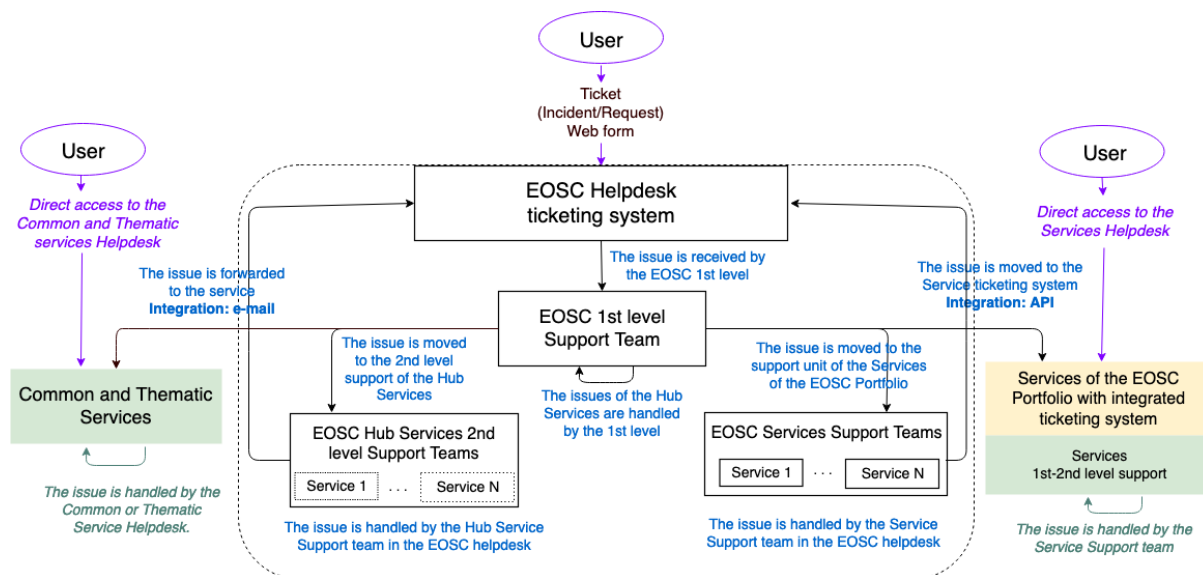 User
Ticket
(Incident/Request)
Web form
User
Direct access to the
Common and Thematic
services Helpdesk
User
Direct access to the
Services Helpdesk
EOSC Helpdesk
ticketing system
The issue is received by
the EOSC 1st level
The issue is forwarded
to the service
Integration: e-mail
The issue is moved to the
Service ticketing system
Integration: API
EOSC 1st level
Support Team
The issue is moved
to the 2nd level
support of the Hub
Services
The issues of the Hub
Services are handled
by the 1st level
The issue is moved to the
support unit of the Services
of the EOSC Portfolio
Common and Thematic
Services
The issue is handled by the
Common or Thematic
Service Helpdesk.
EOSC Hub Services 2nd
level Support Teams
Service 1
. . .
Service N
The issue is handled by the Hub Service
Support team in the EOSC helpdesk
EOSC Services Support Teams
Service 1
. . .
Service N
The issue is handled by the Service
Support team in the EOSC helpdesk
Services of the EOSC
Portfolio with integrated
ticketing system
Services
1st-2nd level support
The issue is handled by the
Service Support team